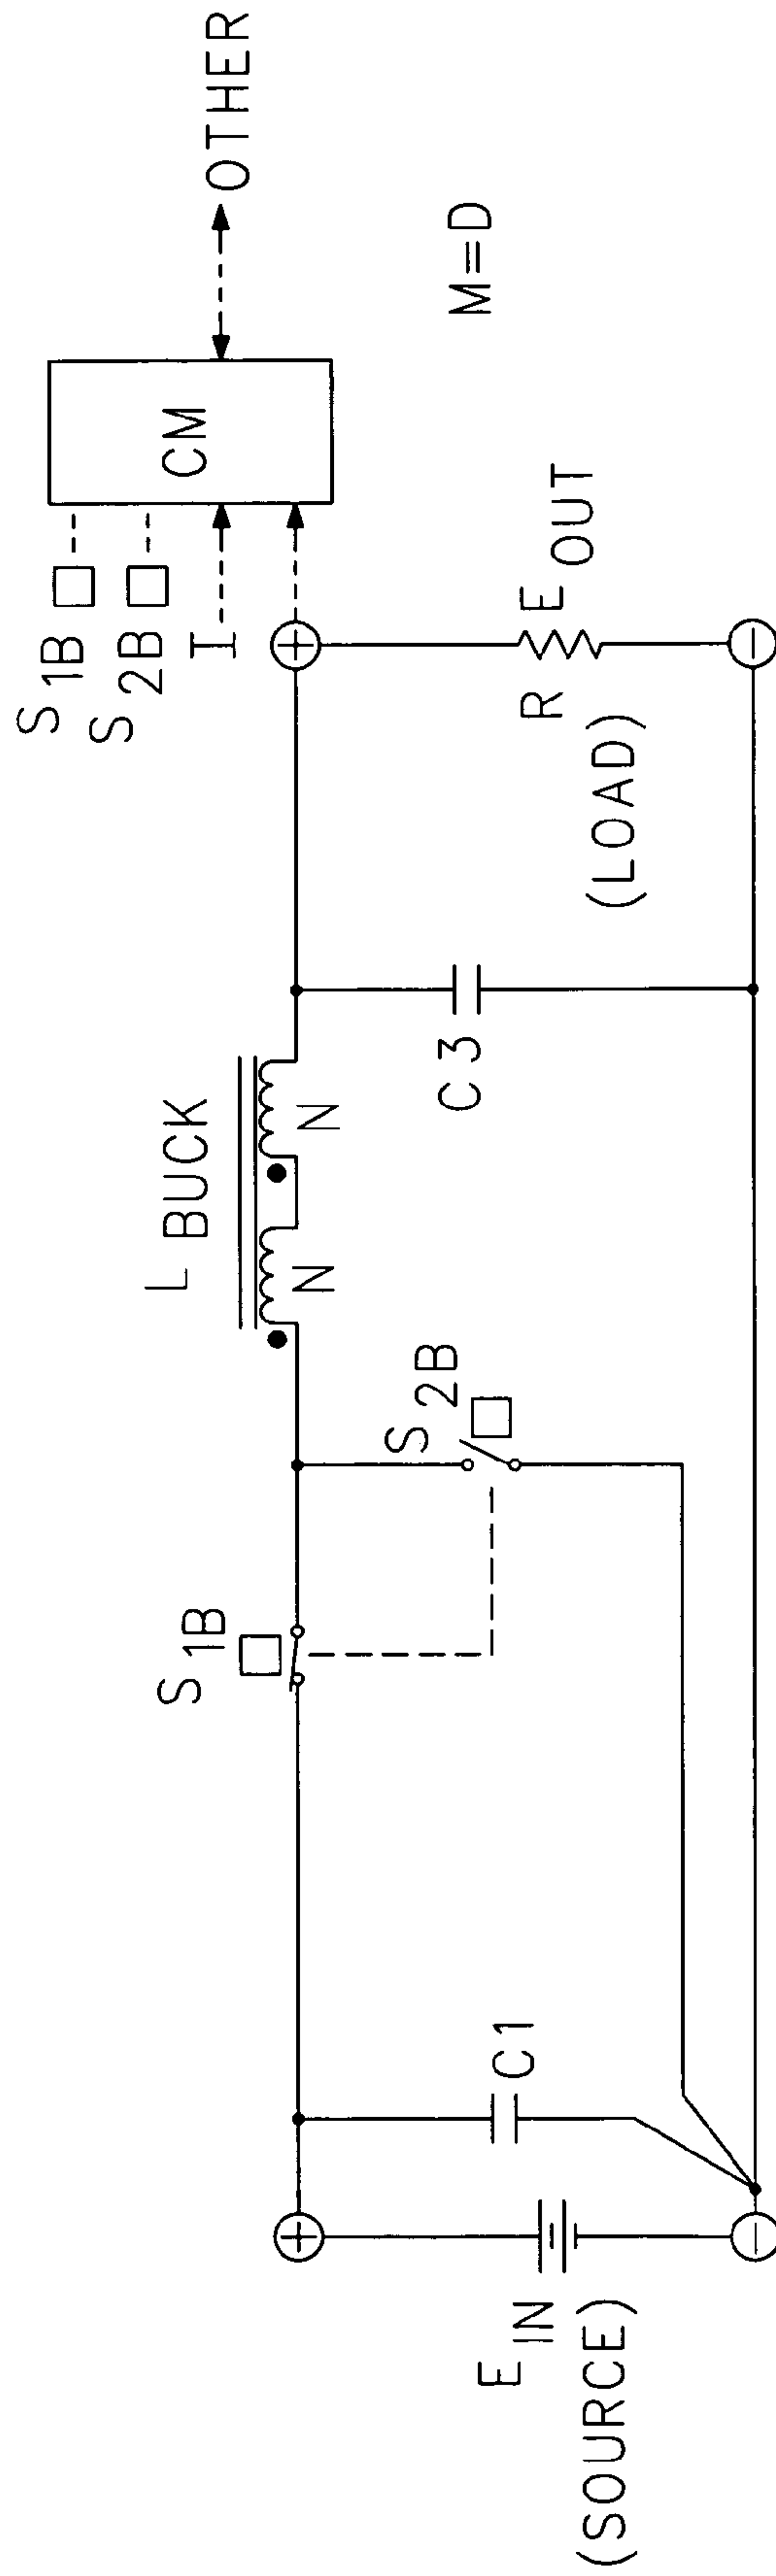 S1B
S2B
I
CM
OTHER
M=D
LBUCK
N
N
S1B
S2B
C1
C3
EIN
(SOURCE)
R
EOUT
(LOAD)